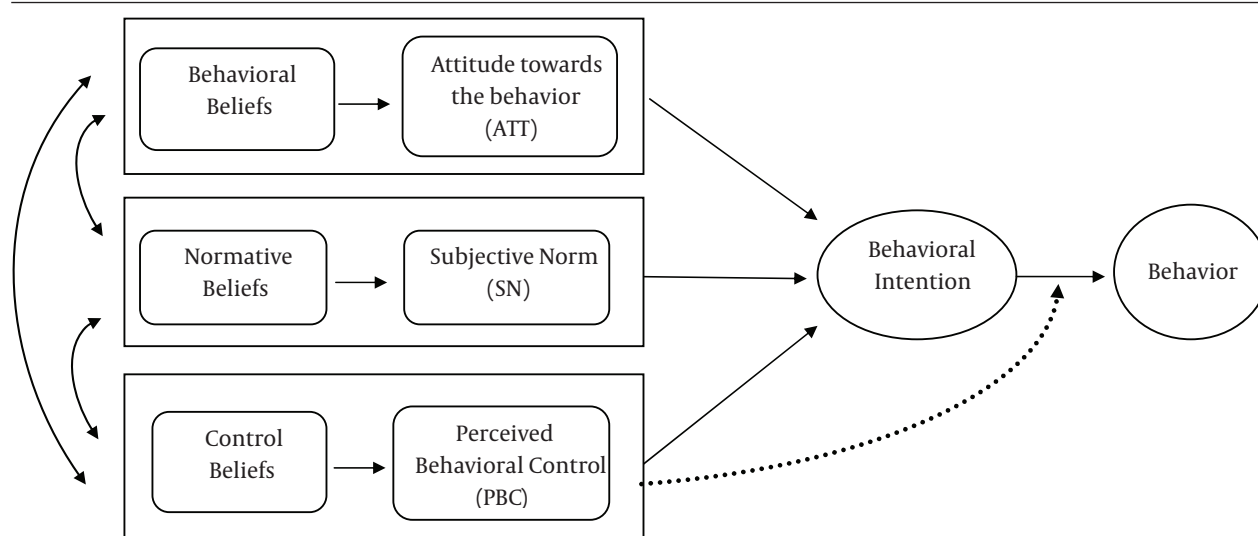 Behavioral
Beliefs
Attitude towards
the behavior
(ATT)
Normative
Beliefs
Subjective Norm
(SN)
Control
Beliefs
Perceived
Behavioral Control
(PBC)
Behavioral
Intention
Behavior